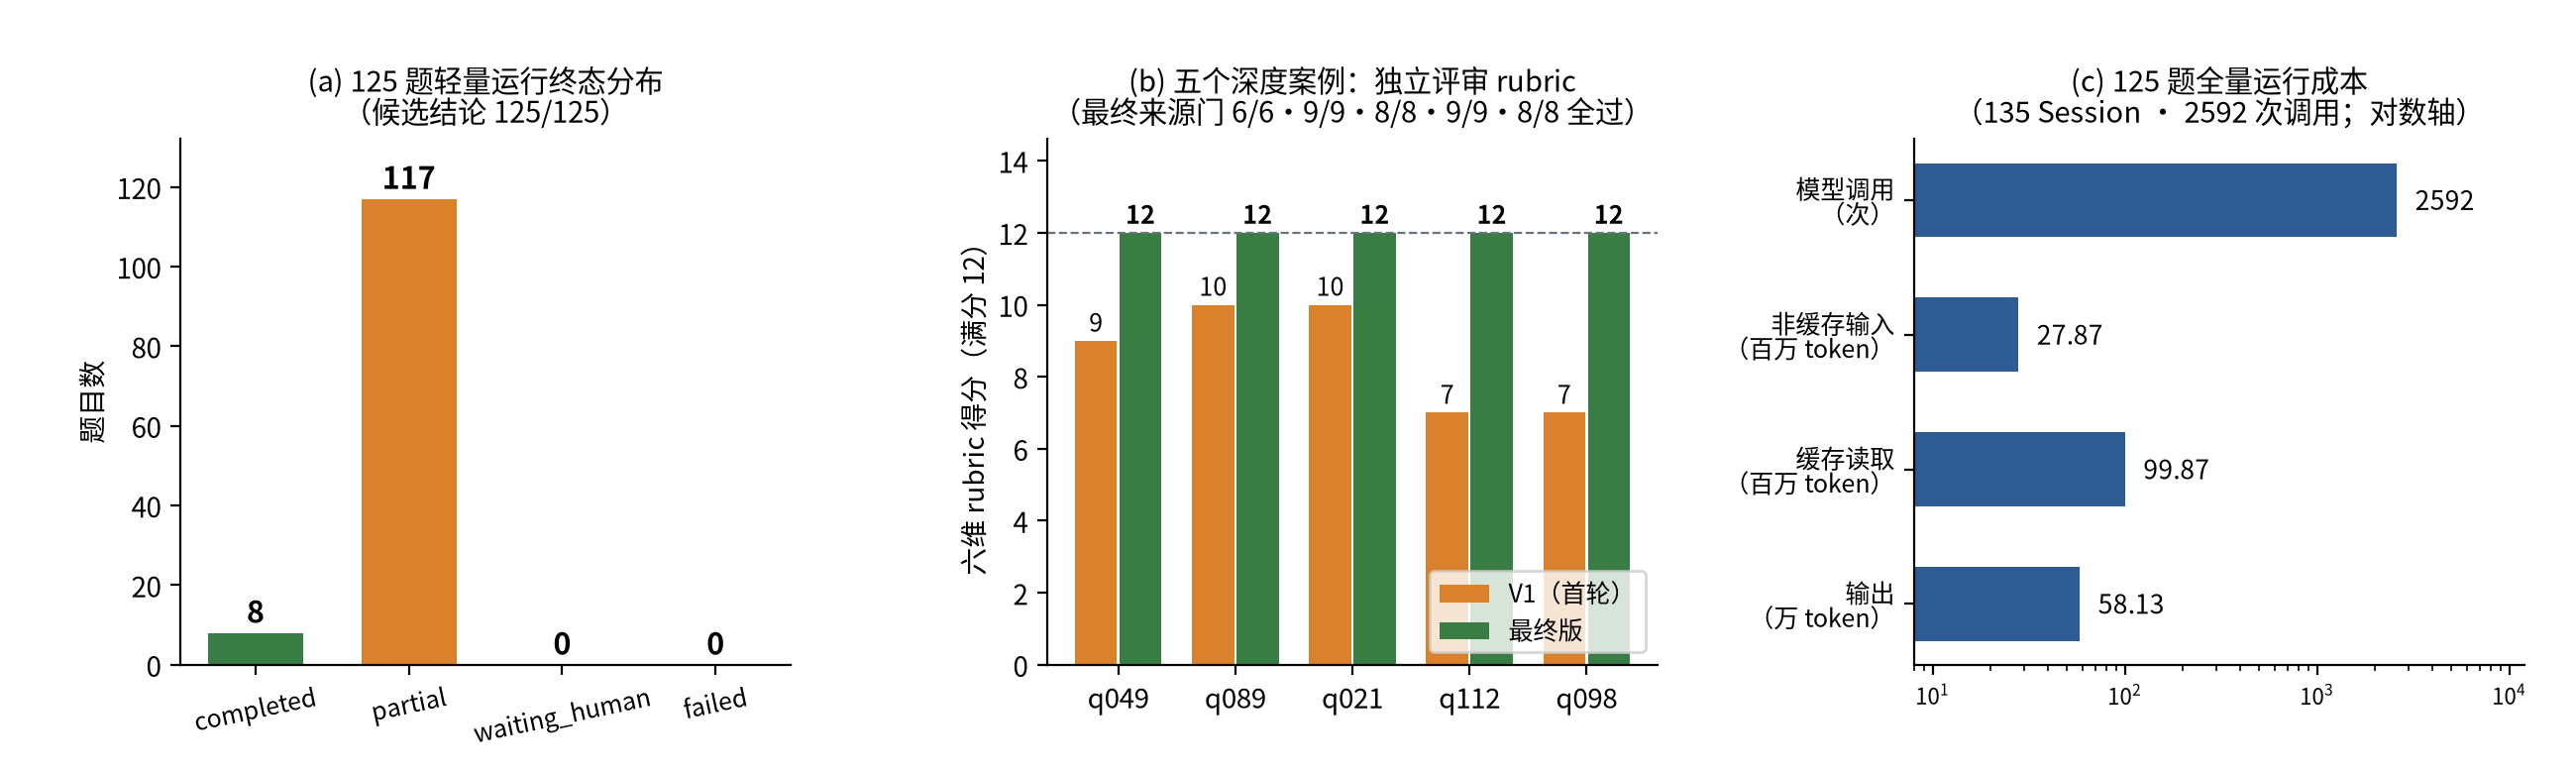 (a) 125 题轻量运行终态分布
（候选结论 125/125）
题目数
120
100
80
60
40
20
0
8
117
0
0
completed
partial
waiting_human
failed
(b) 五个深度案例：独立评审 rubric
（最终来源门 6/6・9/9・8/8・9/9・8/8 全过）
六维 rubric 得分（满分 12）
14
12
10
8
6
4
2
0
9
12
10
12
10
12
7
12
7
12
V1（首轮）
最终版
q049
q089
q021
q112
q098
(c) 125 题全量运行成本
（135 Session ・ 2592 次调用；对数轴）
模型调用
（次）
2592
非缓存输入
（百万 token）
27.87
缓存读取
（百万 token）
99.87
输出
（万 token）
58.13
10¹
10²
10³
10⁴